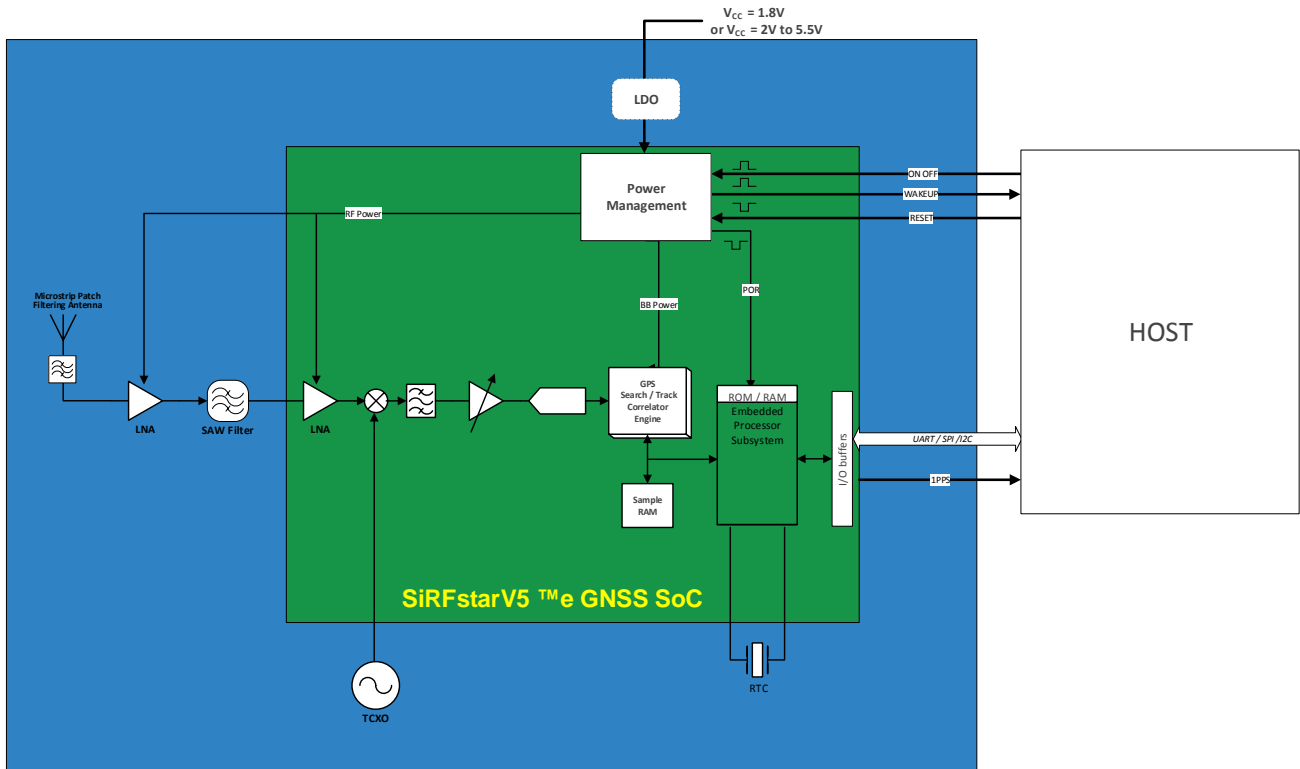 VCC = 1.8V
or VCC = 2V to 5.5V
LDO
Power
Management
ON OFF
WAKEUP
RESET
RF Power
BB Power
POR
HOST
Microstrip Patch
Filtering Antenna
LNA
SAW Filter
LNA
GPS
Search / Track
Correlator
Engine
ROM / RAM
Embedded
Processor
Subsystem
I/O buffers
UART / SPI /I2C
1PPS
Sample
RAM
SiRFstarV5 ™e GNSS SoC
TCXO
RTC